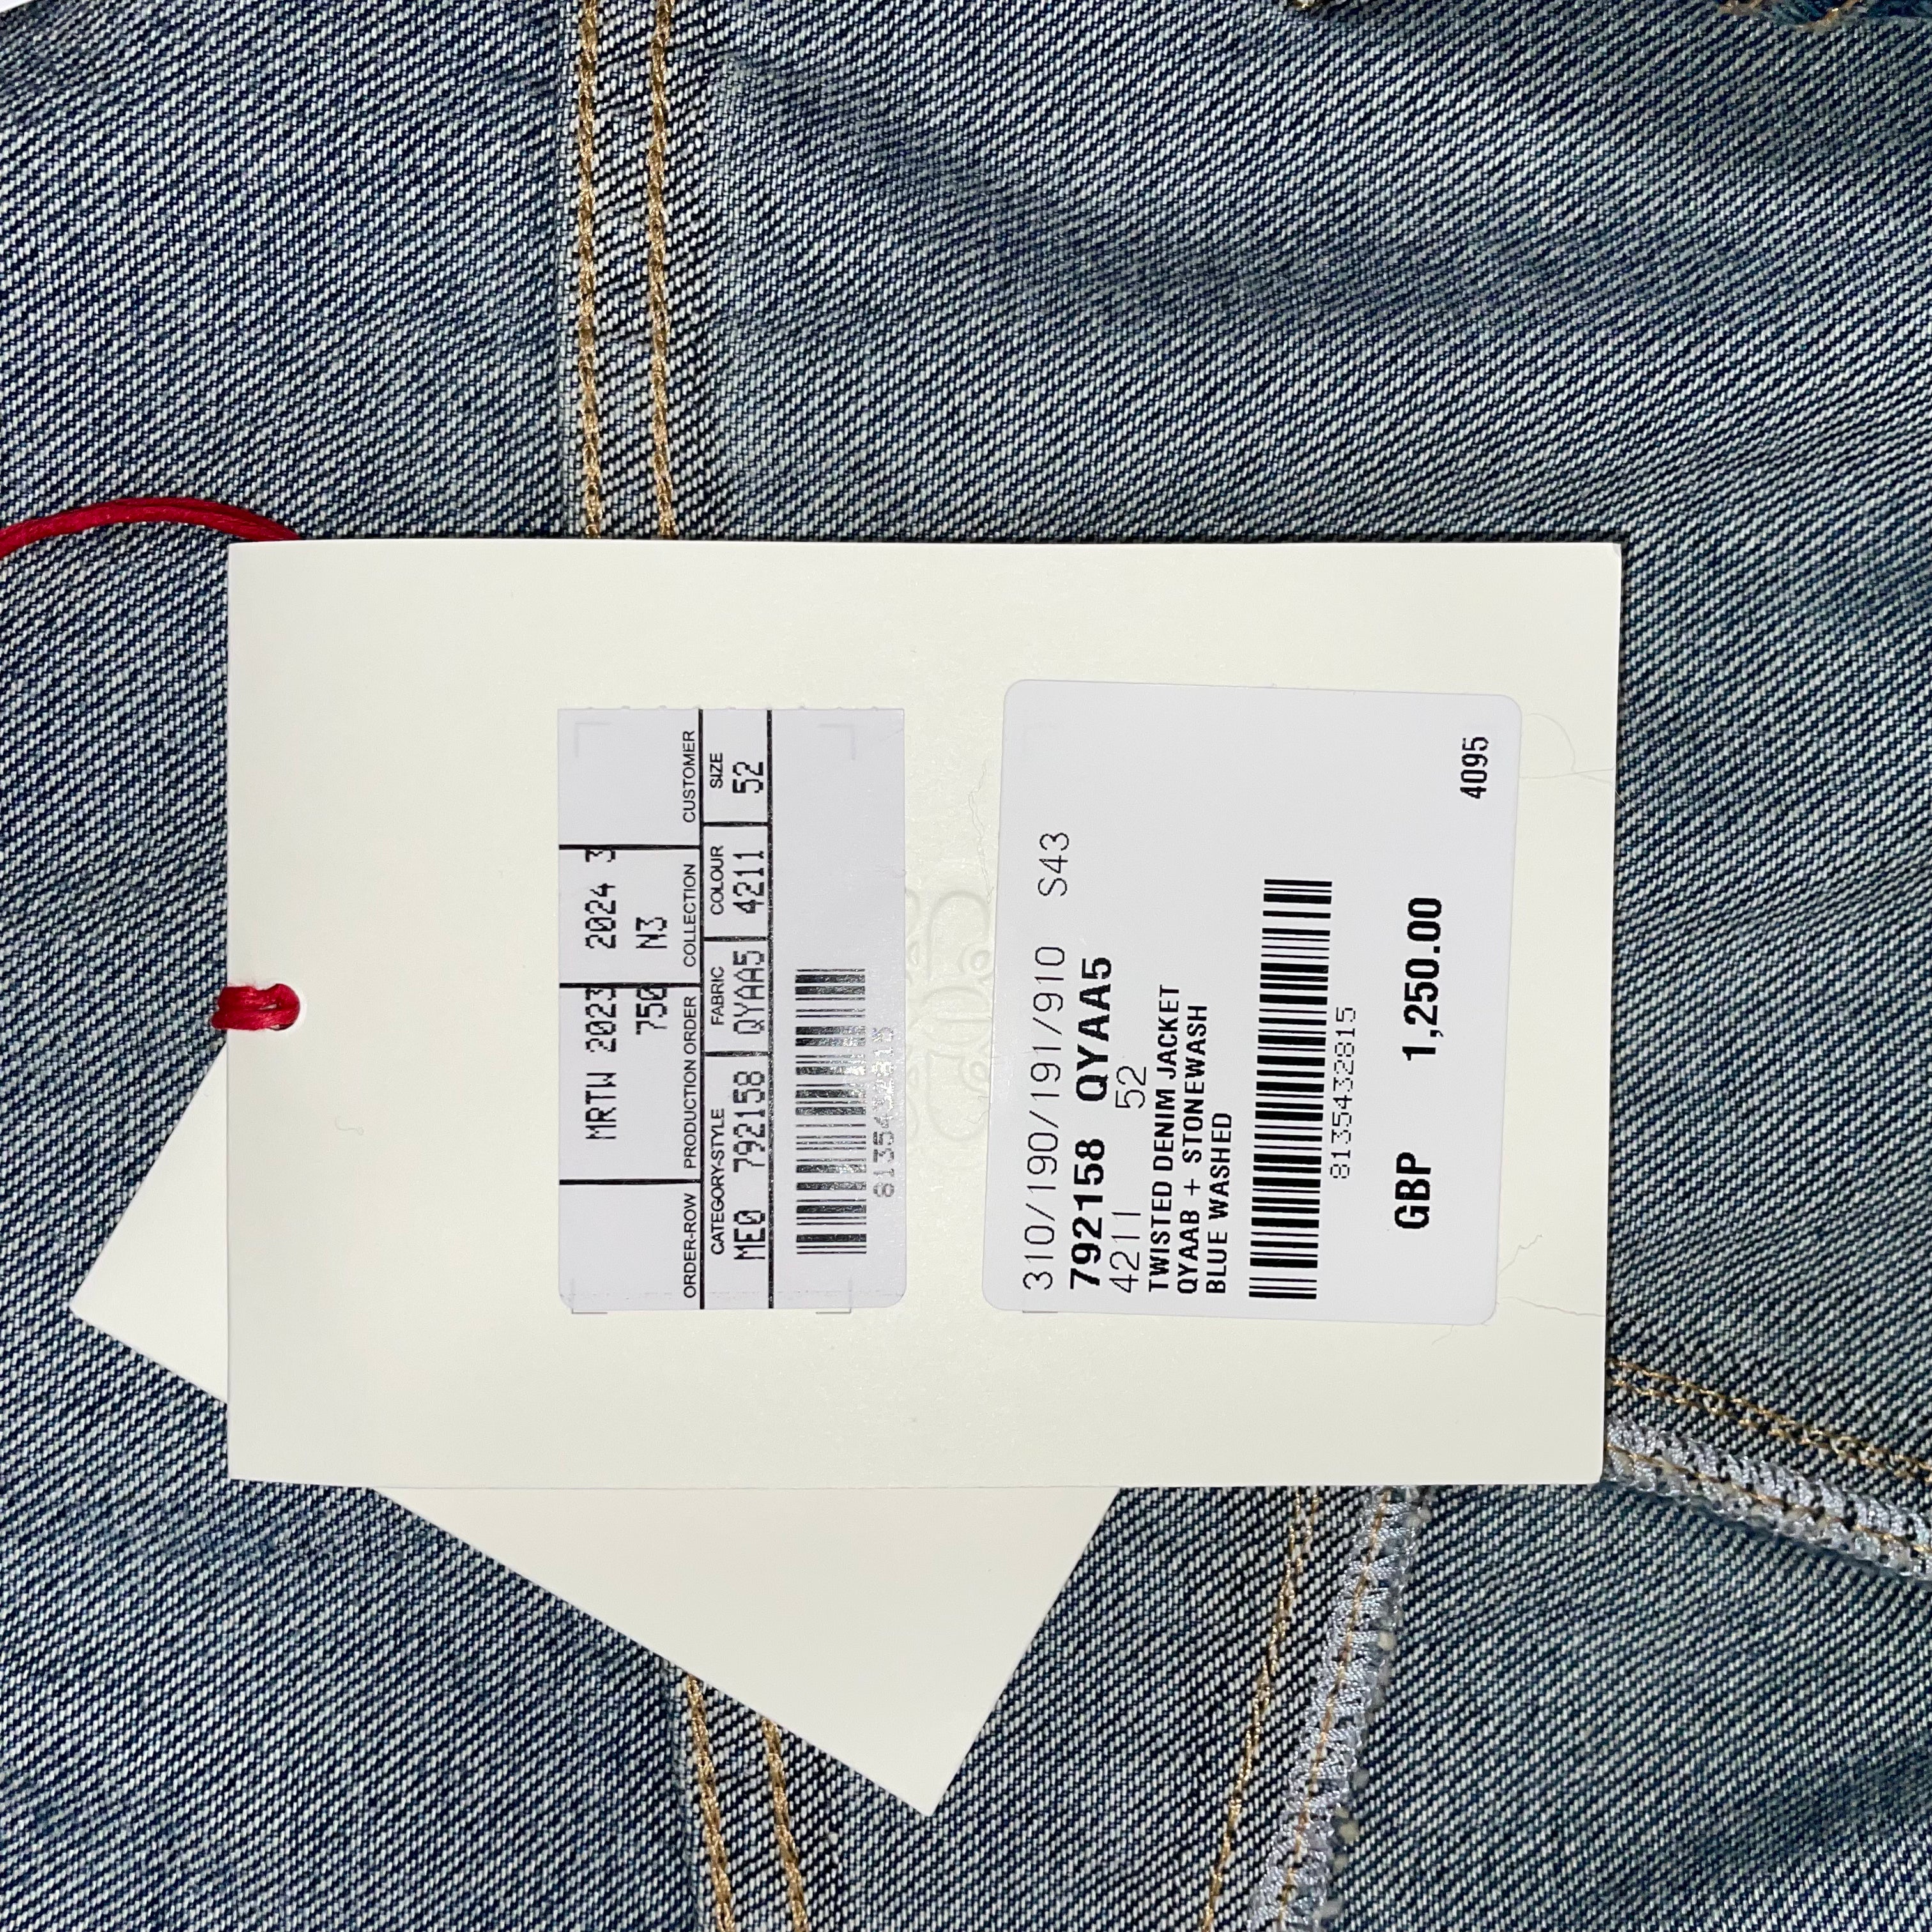 MRTW 2023 2024 3
750 N3
ORDER-ROW PRODUCTION ORDER COLLECTION CUSTOMER
CATEGORY-STYLE FABRIC COLOUR SIZE
ME0 792158 QYAA5 4211 52
8135432815
310/190/191/910 S43
792158 QYAA5
4211 52
TWISTED DENIM JACKET
QYAAB + STONEWASH
BLUE WASHED
8135432815
GBP 1,250.00
4095